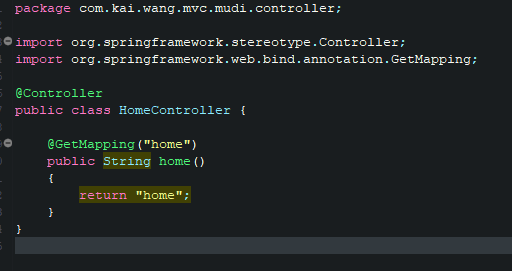 package com.kai.wang.mvc.mudi.controller;
import org.springframework.stereotype.Controller;
import org.springframework.web.bind.annotation.GetMapping;
@Controller
public class HomeController {
@GetMapping("home")
public String home()
{
return "home";
}
}